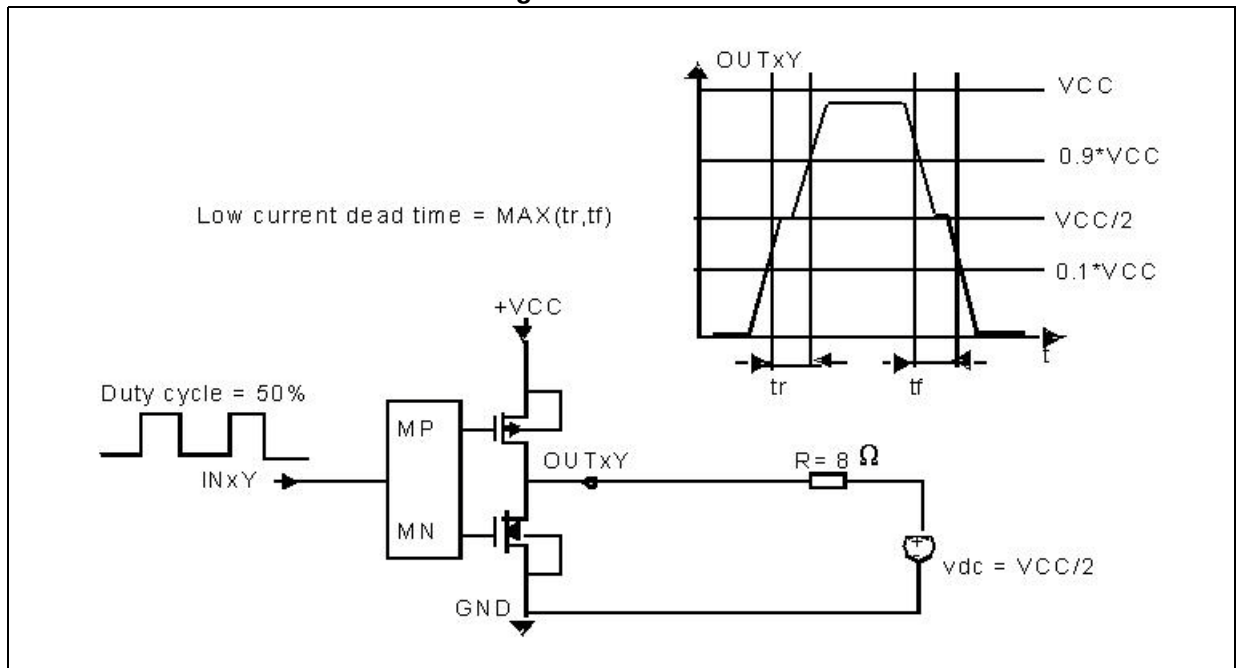 OUTxY
VCC
0.9*VCC
Low current dead time = MAX(tr,tf)
VCC/2
0.1*VCC
+VCC
t
tr
tf
Duty cycle = 50%
MP
OUTxY
R= 8 Ω
INxY
MN
+
vdc = VCC/2
GND